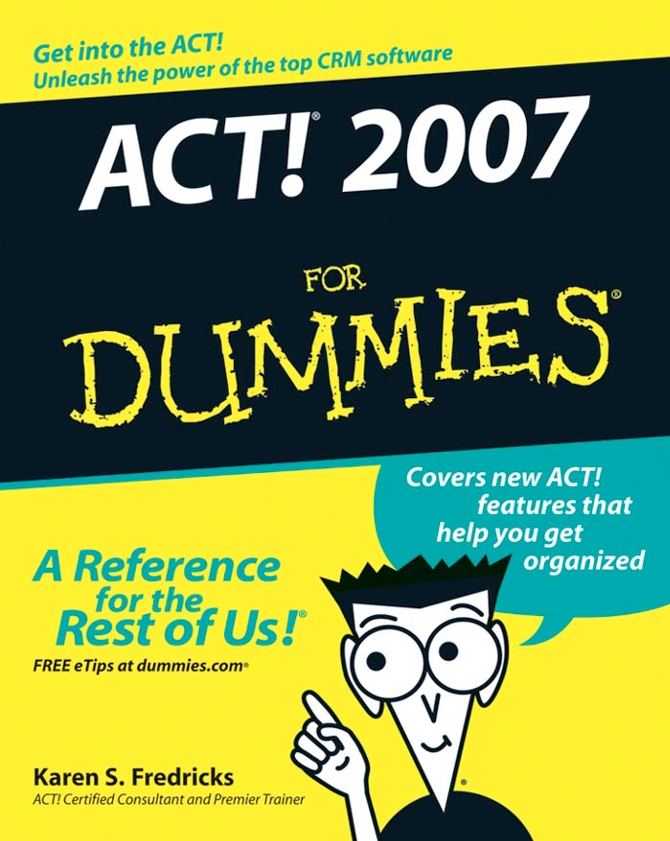 Get into the ACT!
Unleash the power of the top CRM software
ACT!® 2007
FOR
DUMMIES®
Covers new ACT!
features that
help you get
organized
A Reference
for the
Rest of Us!®
FREE eTips at dummies.com®
Karen S. Fredricks
ACT! Certified Consultant and Premier Trainer
®